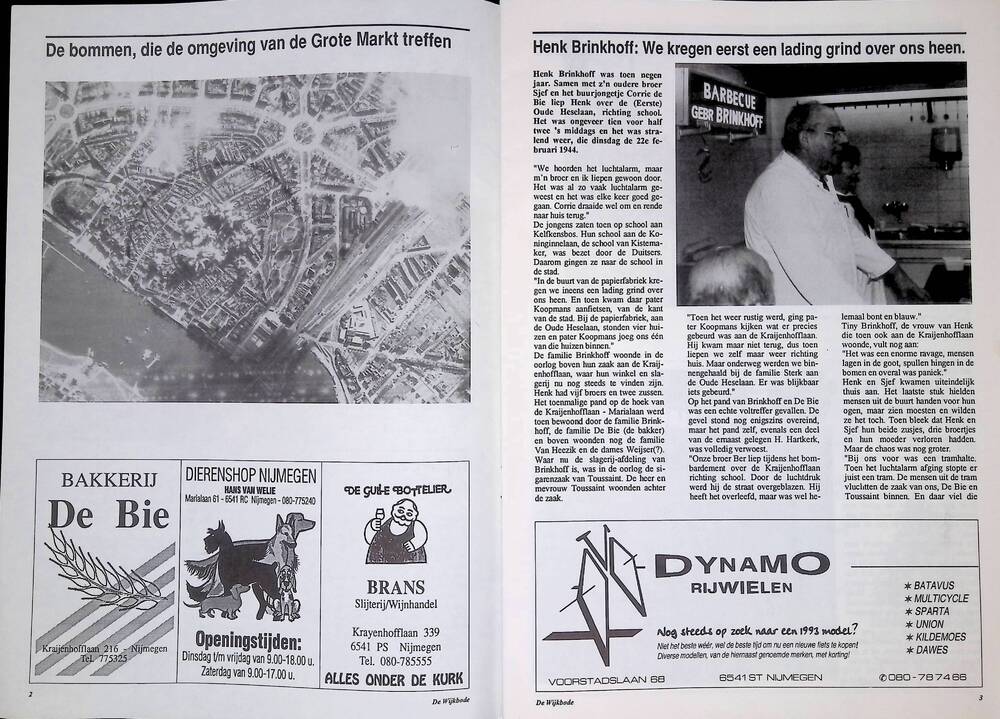 De bommen, die de omgeving van de Grote Markt treffen
BAKKERIJ
De Bie
Kraijenhofflaan 216 - Nijmegen
Tel. 775325
DIERENSHOP NIJMEGEN
HANS VAN WELIE
Marialaan 61 - 6541 RC Nijmegen - 080-775240
Openingstijden:
Dinsdag t/m vrijdag van 9.00-18.00 u.
Zaterdag van 9.00-17.00 u.
DE GULLE BOTTELIER
BRANS
Slijterij/Wijnhandel
Krayenhofflaan 339
6541 PS Nijmegen
Tel. 080-785555
ALLES ONDER DE KURK
2
De Wijkbode
Henk Brinkhoff: We kregen eerst een lading grind over ons heen.
Henk Brinkhoff was toen negen
jaar. Samen met z'n oudere broer
Sjef en het buurjongetje Corrie de
Bie liep Henk over de (Eerste)
Oude Heselaan, richting school.
Het was ongeveer tien voor half
twee 's middags en het was stra-
lend weer, die dinsdag de 22e fe-
bruari 1944.
"We hoorden het luchtalarm, maar
m'n broer en ik liepen gewoon door.
Het was al zo vaak luchtalarm ge-
weest en het was elke keer goed ge-
gaan. Corrie draaide wel om en rende
naar huis terug."
De jongens zaten toen op school aan
Kelfkensbos. Hun school aan de Ko-
ninginnelaan, de school van Kistema-
ker, was bezet door de Duitsers.
Daarom gingen ze naar de school in
de stad.
"In de buurt van de papierfabriek kre-
gen we ineens een lading grind over
ons heen. En toen kwam daar pater
Koopmans aanfietsen, van de kant
van de stad. Bij de papierfabriek, aan
de Oude Heselaan, stonden vier hui-
zen en pater Koopmans joeg ons één
van die huizen binnen."
De familie Brinkhoff woonde in de
oorlog boven hun zaak aan de Kraij-
enhofflaan, waar hun winkel en sla-
gerij nu nog steeds te vinden zijn.
Henk had vijf broers en twee zussen.
Het toenmalige pand op de hoek van
de Kraijenhofflaan - Marialaan werd
toen bewoond door de familie Brink-
hoff, de familie De Bie (de bakker)
en boven woonden nog de familie
Van Heezik en de dames Weijser(?).
Waar nu de slagerij-afdeling van
Brinkhoff is, was in de oorlog de si-
garenzaak van Toussaint. De heer en
mevrouw Toussaint woonden achter
de zaak.
BARBECUE
GEBR BRINKHOFF
"Toen het weer rustig werd, ging pa-
ter Koopmans kijken wat er precies
gebeurd was aan de Kraijenhofflaan.
Hij kwam maar niet terug, dus toen
liepen we zelf maar weer richting
huis. Maar onderweg werden we bin-
nengehaald bij de familie Sterk aan
de Oude Heselaan. Er was blijkbaar
iets gebeurd."
Op het pand van Brinkhoff en De Bie
was een echte voltreffer gevallen. De
gevel stond nog enigszins overeind,
maar het pand zelf, evenals een deel
van de ernaast gelegen H. Hartkerk,
was volledig verwoest.
"Onze broer Ber liep tijdens het bom-
bardement over de Kraijenhofflaan
richting school. Door de luchtdruk
werd hij de straat overgeblazen. Hij
heeft het overleefd, maar was wel he-
lemaal bont en blauw."
Tiny Brinkhoff, de vrouw van Henk
die toen ook aan de Kraijenhofflaan
woonde, vult nog aan:
"Het was een enorme ravage, mensen
lagen in de goot, spullen hingen in de
bomen en overal was paniek."
Henk en Sjef kwamen uiteindelijk
thuis aan. Het laatste stuk hielden
mensen uit de buurt handen voor hun
ogen, maar zien moesten en wilden
ze het toch. Toen bleek dat Henk en
Sjef hun beide zusjes, drie broertjes
en hun moeder verloren hadden.
Maar de chaos was nog groter.
"Bij ons voor was een tramhalte.
Toen het luchtalarm afging stopte er
juist een tram. De mensen uit de tram
vluchtten de zaak van ons, De Bie en
Toussaint binnen. En daar viel die
DYNAMO
RIJWIELEN
Nog steeds op zoek naar een 1993 model?
Niet het beste wéér, wel de beste tijd om nu een nieuwe fiets te kopen!
Diverse modellen, van de hiernaast genoemde merken, met korting!
✶ BATAVUS
✶ MULTICYCLE
✶ SPARTA
✶ UNION
✶ KILDEMOES
✶ DAWES
VOORSTADSLAAN 68 6541 ST NIJMEGEN ✆ 080-787466
De Wijkbode
3